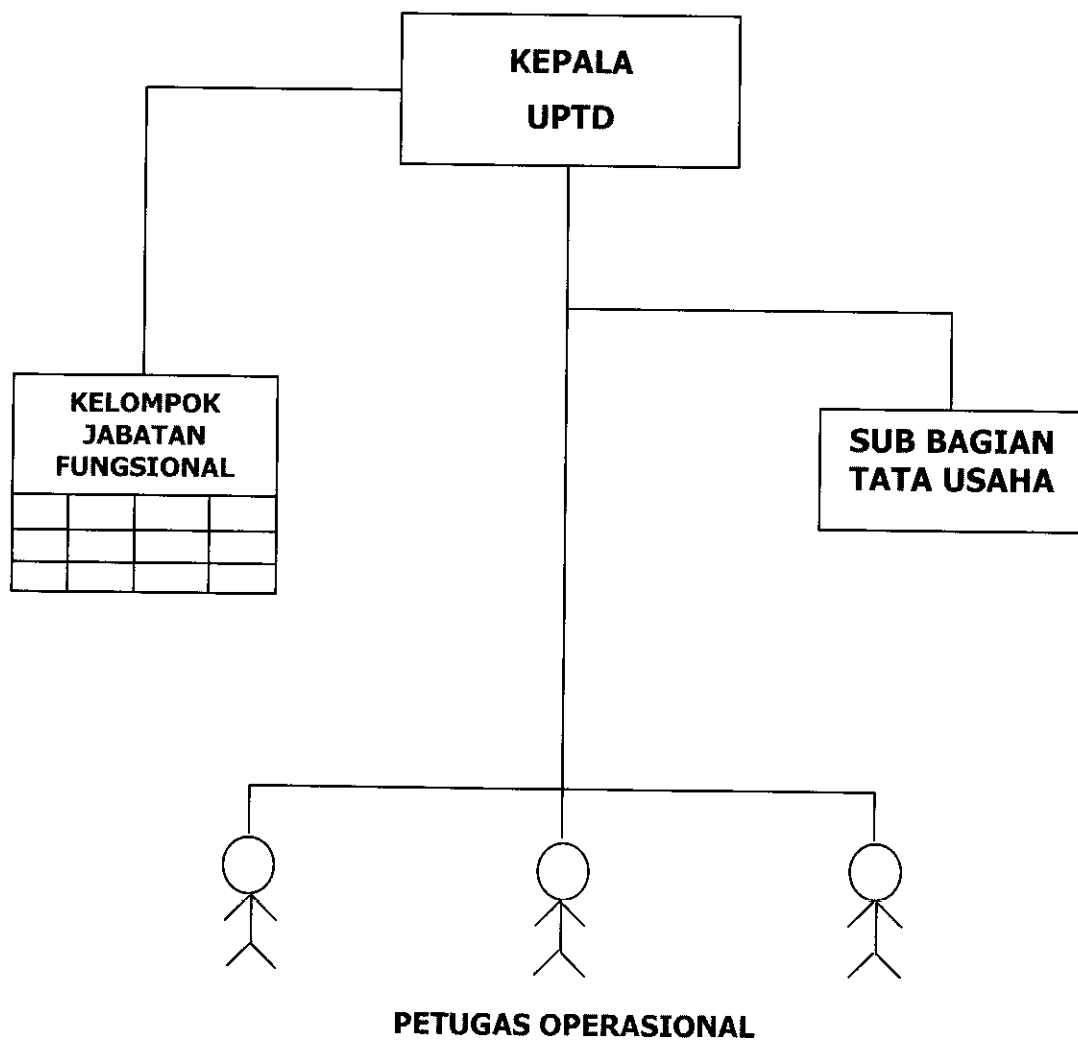 KEPALA
UPTD
KELOMPOK
JABATAN
FUNGSIONAL
SUB BAGIAN
TATA USAHA
PETUGAS OPERASIONAL